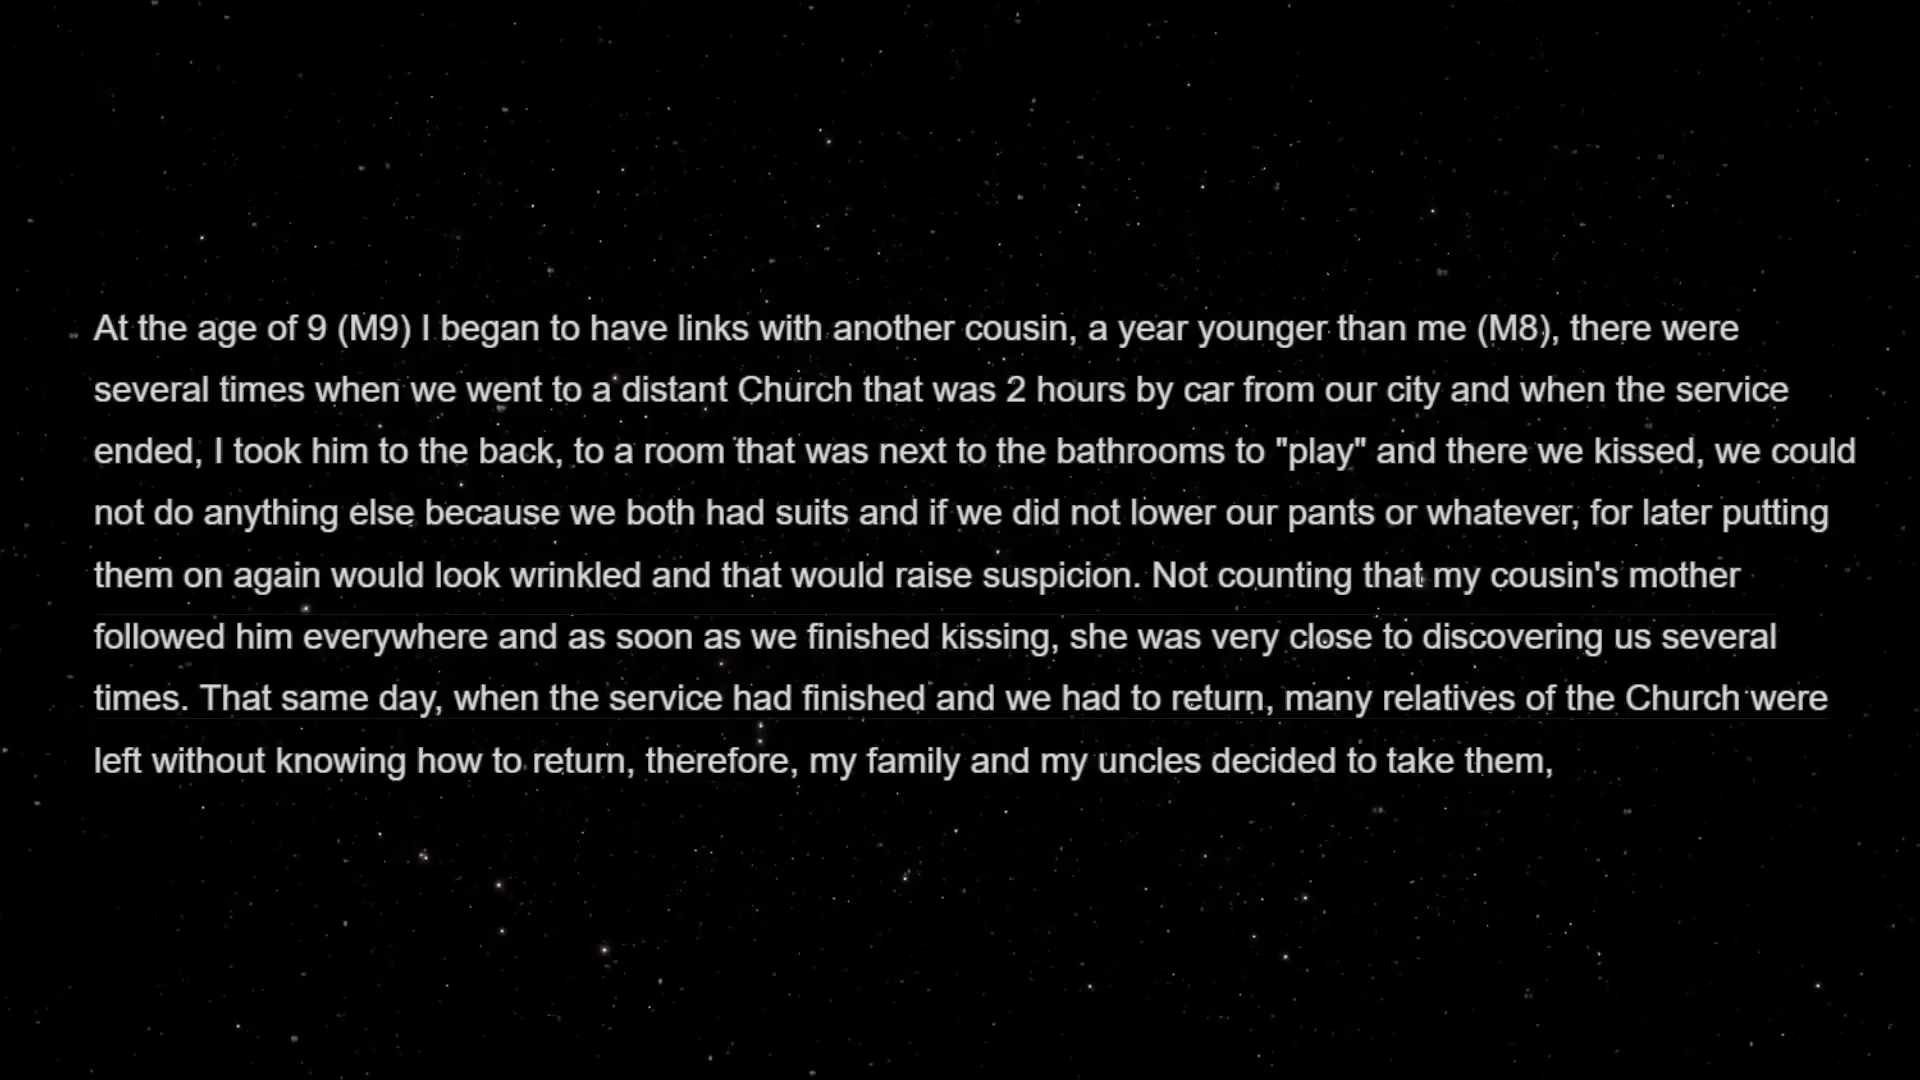 At the age of 9 (M9) I began to have links with another cousin, a year younger than me (M8), there were
several times when we went to a distant Church that was 2 hours by car from our city and when the service
ended, I took him to the back, to a room that was next to the bathrooms to "play" and there we kissed, we could
not do anything else because we both had suits and if we did not lower our pants or whatever, for later putting
them on again would look wrinkled and that would raise suspicion. Not counting that my cousin's mother
followed him everywhere and as soon as we finished kissing, she was very close to discovering us several
times. That same day, when the service had finished and we had to return, many relatives of the Church were
left without knowing how to return, therefore, my family and my uncles decided to take them,